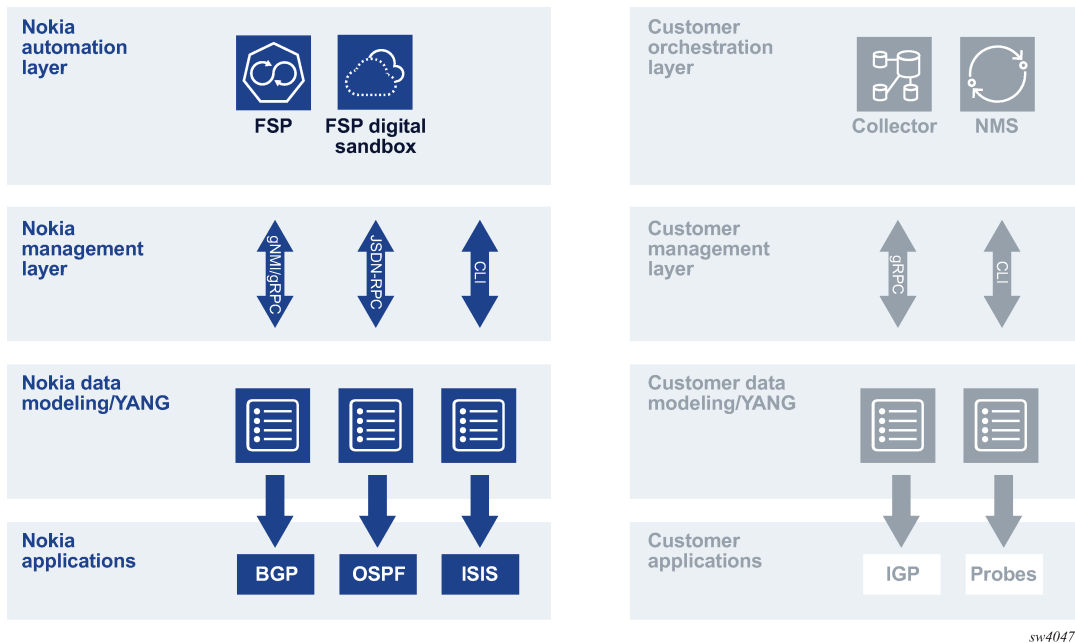 Nokia
automation
layer
FSP
FSP digital
sandbox
Customer
orchestration
layer
Collector
NMS
Nokia
management
layer
gNMI/gRPC
JSDN-RPC
CLI
Customer
management
layer
gRPC
CLI
Nokia data
modeling/YANG
Customer data
modeling/YANG
Nokia
applications
BGP
OSPF
ISIS
Customer
applications
IGP
Probes
sw4047